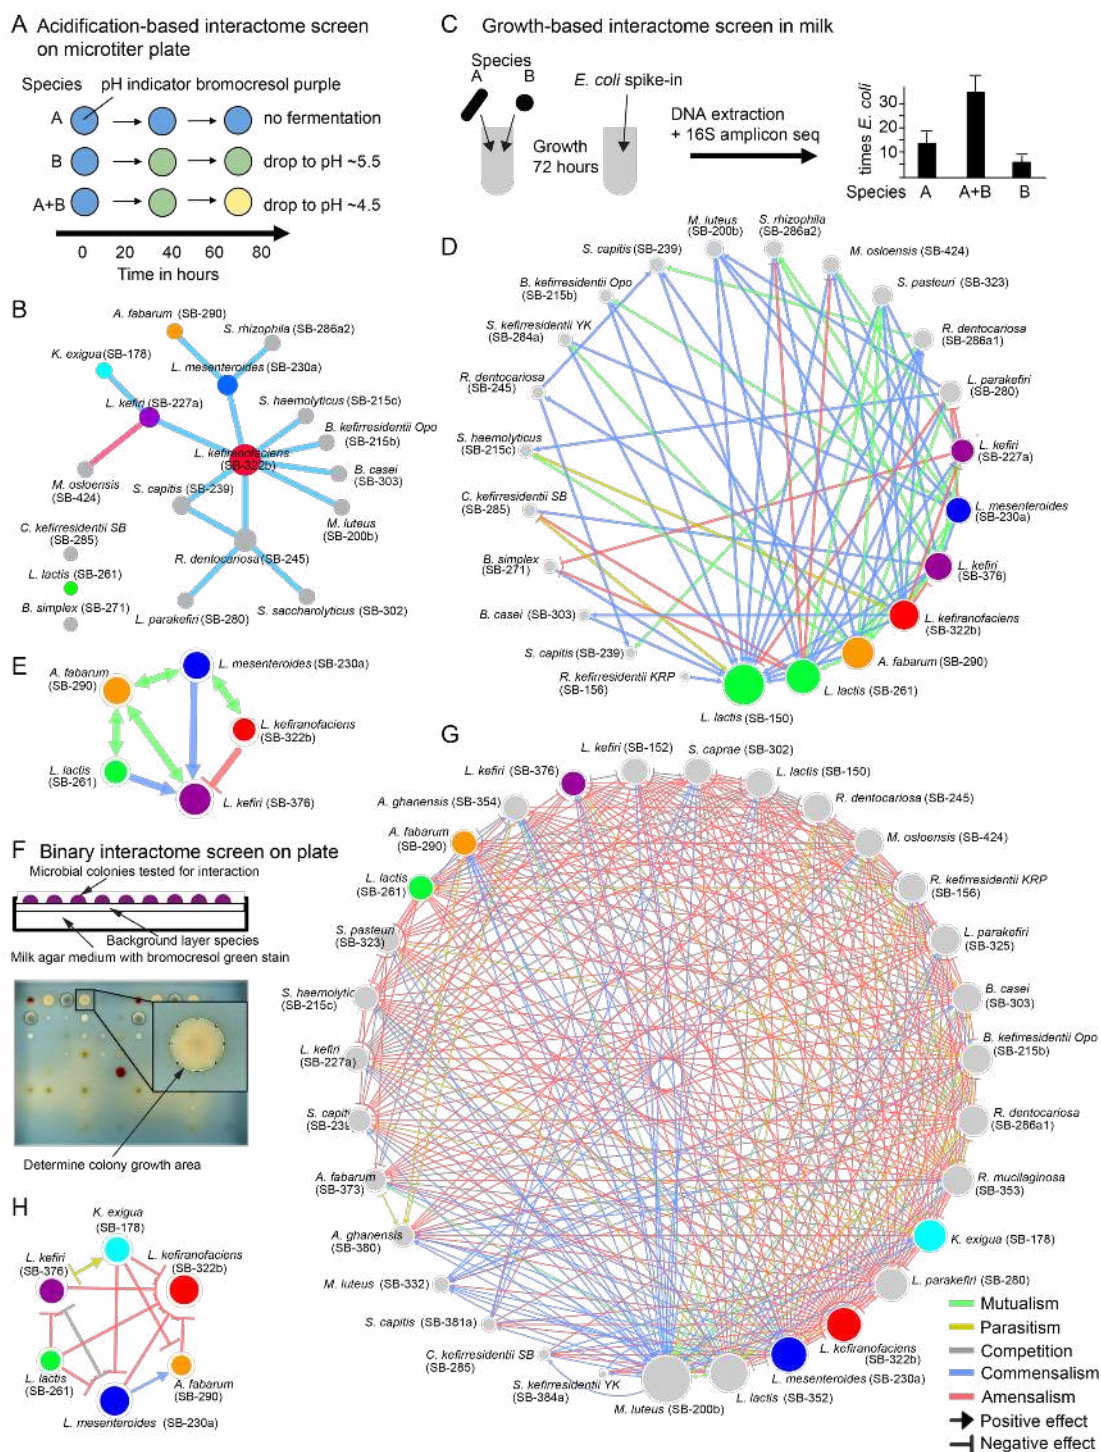 A Acidification-based interactome screen
on microtiter plate
Species pH indicator bromocresol purple
A no fermentation
B drop to pH ~5.5
A+B drop to pH ~4.5
0 20 40 60 80
Time in hours
B
A. fabarum (SB-290)
S. rhizophila (SB-286a2)
K. exigua (SB-178)
L. mesenteroides (SB-230a)
L. kefiri (SB-227a)
S. haemolyticus (SB-215c)
B. kefirresidentii Opo
(SB-215b)
L. kefiranofaciens
(SB-322b)
B. casei
(SB-303)
M. osloensis
(SB-424)
S. capitis (SB-239)
M. luteus
(SB-200b)
C. kefirresidentii SB
(SB-285)
R. dentocariosa (SB-245)
L. lactis (SB-261)
B. simplex (SB-271)
L. parakefiri (SB-280)
S. saccharolyticus (SB-302)
C Growth-based interactome screen in milk
Species
A B
E. coli spike-in
Growth
72 hours
DNA extraction
+ 16S amplicon seq
times E. coli
30
20
10
Species A A+B B
D
M. luteus
(SB-200b)
S. rhizophila
(SB-286a2)
S. capitis (SB-239)
M. osloensis (SB-424)
B. kefirresidentii Opo
(SB-215b)
S. pasteuri (SB-323)
S. kefirresidentii YK
(SB-284a)
R. dentocariosa
(SB-286a1)
R. dentocariosa
(SB-245)
L. parakefiri
(SB-280)
S. haemolyticus
(SB-215c)
L. kefiri
(SB-227a)
C. kefirresidentii SB
(SB-285)
L. mesenteroides
(SB-230a)
B. simplex
(SB-271)
L. kefiri
(SB-376)
B. casei (SB-303)
L. kefiranofaciens
(SB-322b)
S. capitis (SB-239)
A. fabarum (SB-290)
R. kefirresidentii KRP
(SB-156)
L. lactis (SB-261)
L. lactis (SB-150)
E
A. fabarum
(SB-290)
L. mesenteroides (SB-230a)
L. kefiranofaciens
(SB-322b)
L. lactis
(SB-261)
L. kefiri (SB-376)
F Binary interactome screen on plate
Microbial colonies tested for interaction
Background layer species
Milk agar medium with bromocresol green stain
Determine colony growth area
G
L. kefiri (SB-152)
S. caprae (SB-302)
L. kefiri
(SB-376)
L. lactis
(SB-150)
A. ghanensis (SB-354)
R. dentocariosa (SB-245)
A. fabarum
(SB-290)
M. osloensis (SB-424)
L. lactis
(SB-261)
R. kefirresidentii KRP
(SB-156)
S. pasteuri
(SB-323)
L. parakefiri
(SB-325)
S. haemolytic
(SB-215c)
B. casei
(SB-303)
L. kefiri
(SB-227a)
B. kefirresidentii Opo
(SB-215b)
S. capitis
(SB-239)
R. dentocariosa
(SB-286a1)
A. fabarum
(SB-373)
R. mucilaginosa
(SB-353)
A. ghanensis
(SB-380)
K. exigua (SB-178)
M. luteus (SB-332)
L. parakefiri (SB-280)
S. capitis (SB-381a)
L. kefiranofaciens
(SB-322b)
C. kefirresidentii SB
(SB-285)
L. mesenteroides (SB-230a)
S. kefirresidentii YK
(SB-384a)
L. lactis (SB-352)
M. luteus (SB-200b)
H
K. exigua
(SB-178)
L. kefiri
(SB-376)
L. kefiranofaciens
(SB-322b)
L. lactis
(SB-261)
A. fabarum
(SB-290)
L. mesenteroides (SB-230a)
Mutualism
Parasitism
Competition
Commensalism
Amensalism
Positive effect
Negative effect